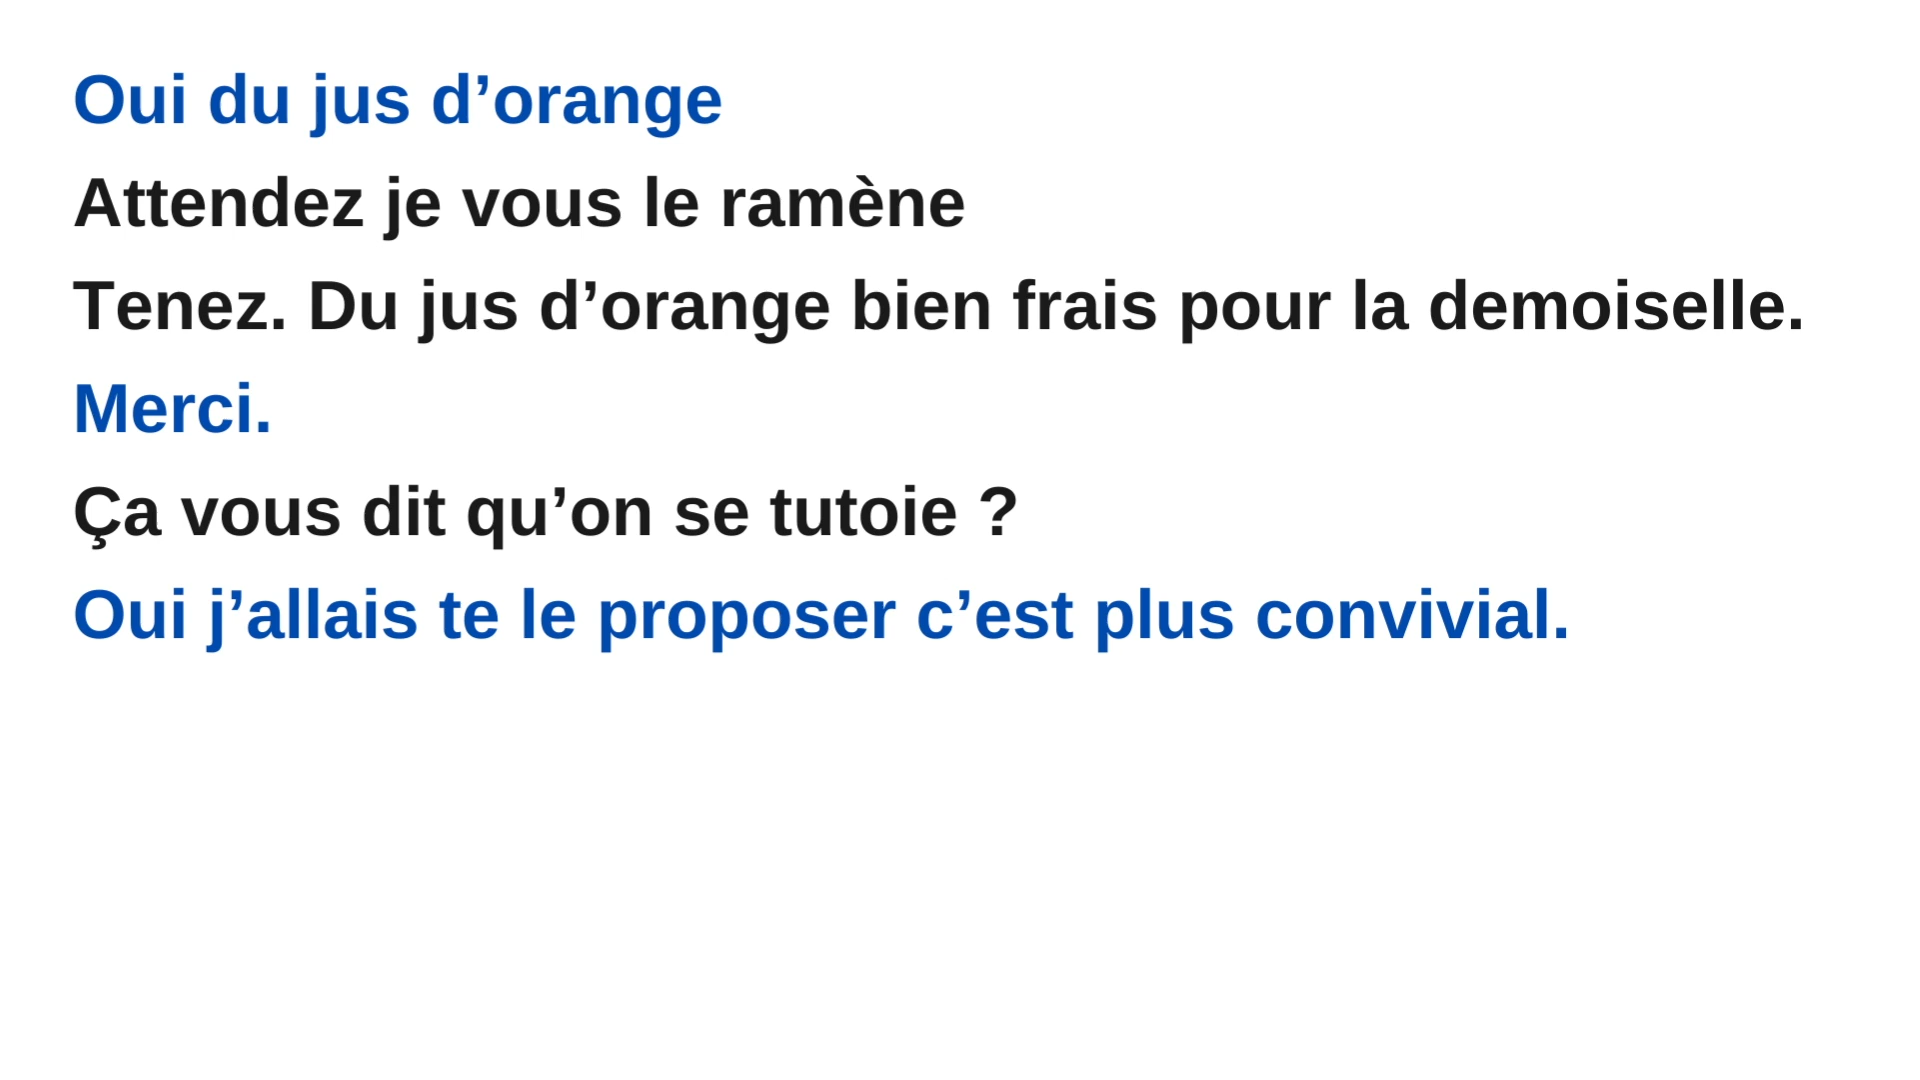 Oui du jus d’orange
Attendez je vous le ramène
Tenez. Du jus d’orange bien frais pour la demoiselle.
Merci.
Ça vous dit qu’on se tutoie ?
Oui j’allais te le proposer c’est plus convivial.